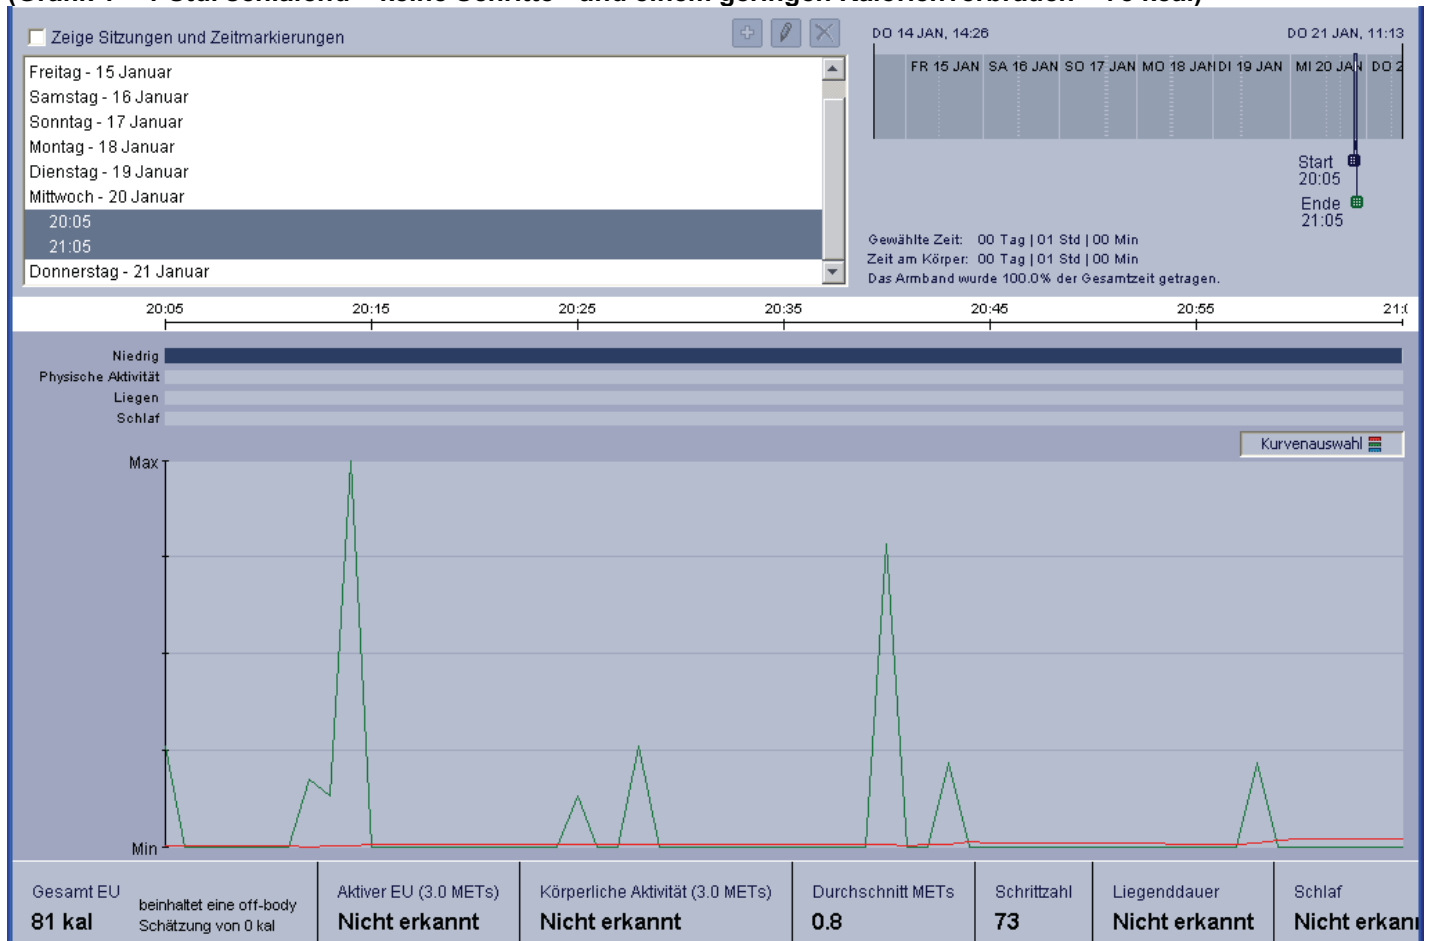 Zeige Sitzungen und Zeitmarkierungen
Freitag - 15 Januar
Samstag - 16 Januar
Sonntag - 17 Januar
Montag - 18 Januar
Dienstag - 19 Januar
Mittwoch - 20 Januar
20:05
21:05
Donnerstag - 21 Januar
DO 14 JAN, 14:26 DO 21 JAN, 11:13
FR 15 JAN SA 16 JAN SO 17 JAN MO 18 JAN DI 19 JAN MI 20 JAN DO 2
Start
20:05
Ende
21:05
Gewählte Zeit: 00 Tag | 01 Std | 00 Min
Zeit am Körper: 00 Tag | 01 Std | 00 Min
Das Armband wurde 100.0% der Gesamtzeit getragen.
20:05 20:15 20:25 20:35 20:45 20:55 21:0
Niedrig
Physische Aktivität
Liegen
Schlaf
Kurvenauswahl
Max
Min
Gesamt EU
81 kal
beinhaltet eine off-body
Schätzung von 0 kal
Aktiver EU (3.0 METs)
Nicht erkannt
Körperliche Aktivität (3.0 METs)
Nicht erkannt
Durchschnitt METs
0.8
Schrittzahl
73
Liegenddauer
Nicht erkannt
Schlaf
Nicht erkann